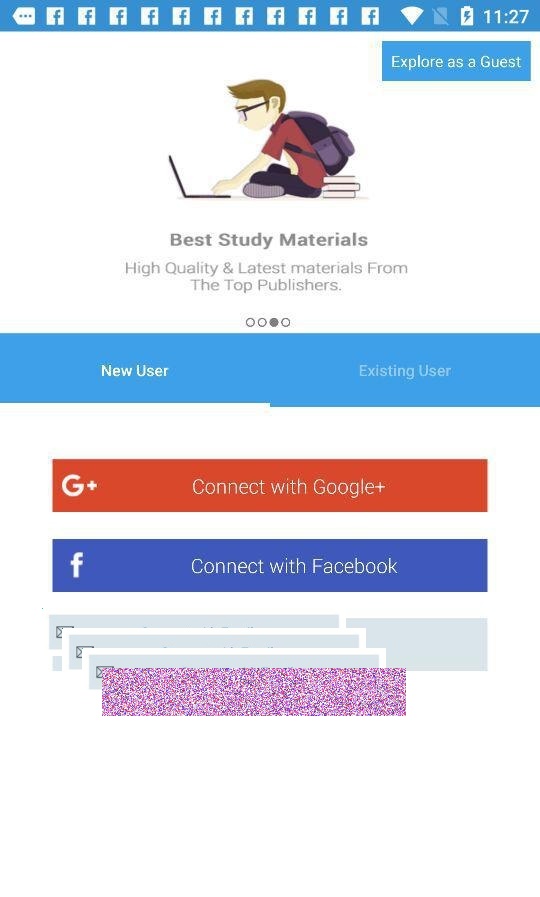 11:27
Explore as a Guest
Best Study Materials
High Quality & Latest materials From
The Top Publishers.
New User
Existing User
G+ Connect with Google+
f Connect with Facebook